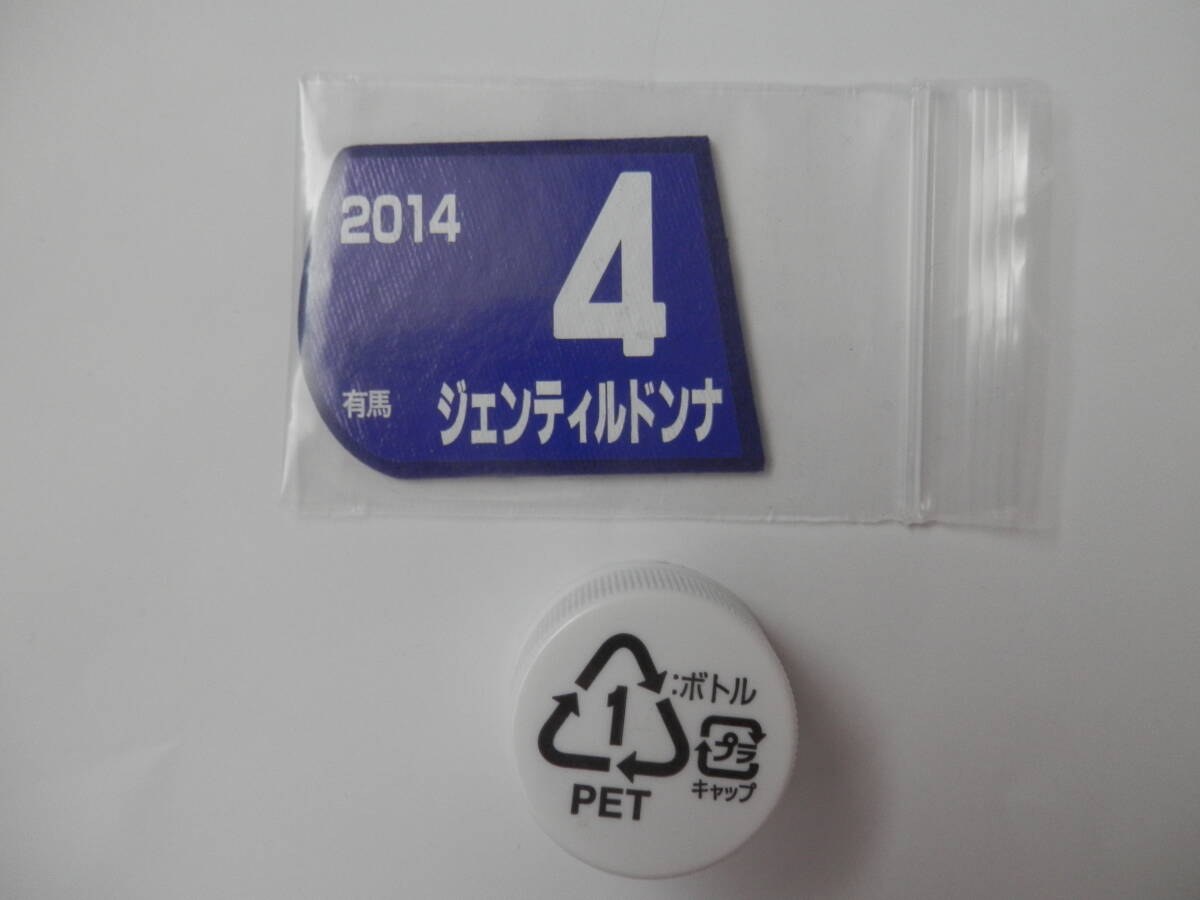 2014
4
有馬
ジェンティルドンナ
1
:ボトル
プラ
PET
キャップ